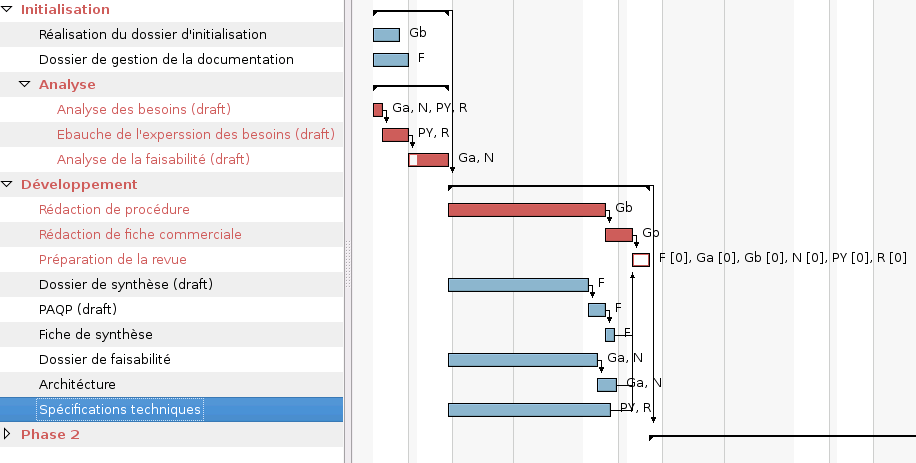 Initialisation
Réalisation du dossier d'initialisation Gb
Dossier de gestion de la documentation F
Analyse
Analyse des besoins (draft) Ga, N, PY, R
Ebauche de l'experssion des besoins (draft) PY, R
Analyse de la faisabilité (draft) Ga, N
Développement
Rédaction de procédure Gb
Rédaction de fiche commerciale Gb
Préparation de la revue F [0], Ga [0], Gb [0], N [0], PY [0], R [0]
Dossier de synthèse (draft) F
PAQP (draft) F
Fiche de synthèse F
Dossier de faisabilité Ga, N
Architécture Ga, N
Spécifications techniques PY, R
Phase 2